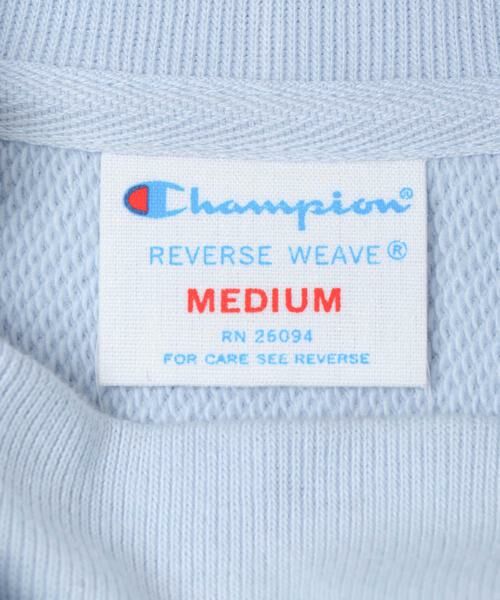 Champion®
REVERSE WEAVE®
MEDIUM
RN 26094
FOR CARE SEE REVERSE